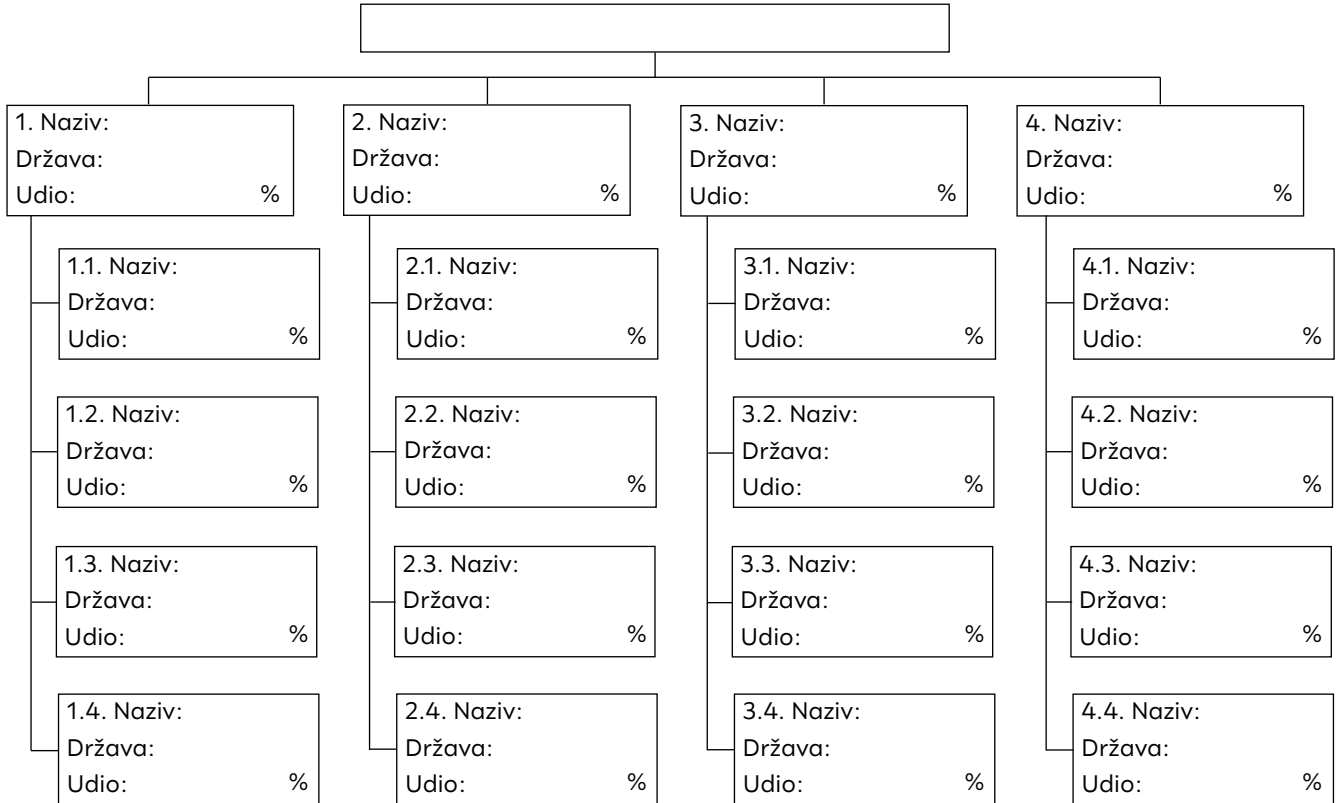 1. Naziv:
Država:
Udio: %
2. Naziv:
Država:
Udio: %
3. Naziv:
Država:
Udio: %
4. Naziv:
Država:
Udio: %
1.1. Naziv:
Država:
Udio: %
2.1. Naziv:
Država:
Udio: %
3.1. Naziv:
Država:
Udio: %
4.1. Naziv:
Država:
Udio: %
1.2. Naziv:
Država:
Udio: %
2.2. Naziv:
Država:
Udio: %
3.2. Naziv:
Država:
Udio: %
4.2. Naziv:
Država:
Udio: %
1.3. Naziv:
Država:
Udio: %
2.3. Naziv:
Država:
Udio: %
3.3. Naziv:
Država:
Udio: %
4.3. Naziv:
Država:
Udio: %
1.4. Naziv:
Država:
Udio: %
2.4. Naziv:
Država:
Udio: %
3.4. Naziv:
Država:
Udio: %
4.4. Naziv:
Država:
Udio: %